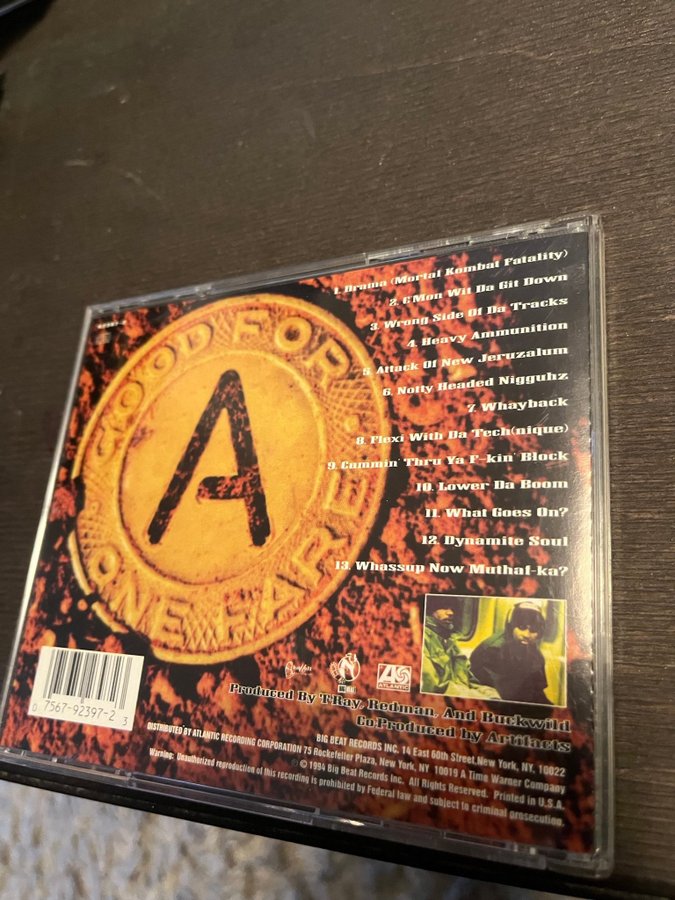 GOOD FOR
A
ONE FARE
1. Drama (Mortal Kombat Fatality)
2. C'Mon Wit Da Git Down
3. Wrong Side Of Da Tracks
4. Heavy Ammunition
5. Attack Of New Jeruzalum
6. Notty Headed Nigguhz
7. Whayback
8. Flexi With Da Tech(nique)
9. Cummin' Thru Ya F-kin' Block
10. Lower Da Boom
11. What Goes On?
12. Dynamite Soul
13. Whassup Now Muthaf-ka?
ATLANTIC
0 7567-92397-2 3
Produced By T-Ray, Redman, And Buckwild
Co-Produced by Artifacts
BIG BEAT RECORDS INC. 14 East 60th Street. New York, NY. 10022
DISTRIBUTED BY ATLANTIC RECORDING CORPORATION 75 Rockefeller Plaza, New York, NY 10019 A Time Warner Company
© 1994 Big Beat Records Inc. All Rights Reserved. Printed in U.S.A.
Warning: Unauthorized reproduction of this recording is prohibited by Federal law and subject to criminal prosecution.